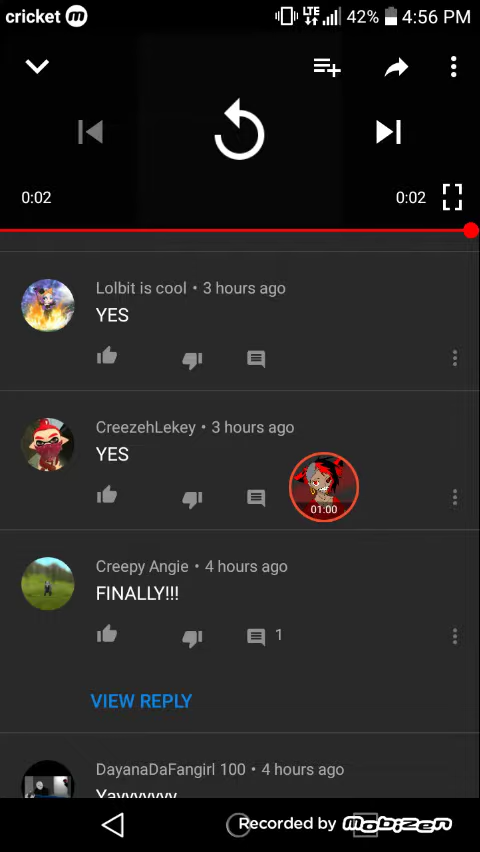 cricket
LTE 42% 4:56 PM
0:02 0:02
Lolbit is cool • 3 hours ago
YES
CreezehLekey • 3 hours ago
YES
01:00
Creepy Angie • 4 hours ago
FINALLY!!!
1
VIEW REPLY
DayanaDaFangirl 100 • 4 hours ago
Yayyyyyyy
Recorded by mobizen